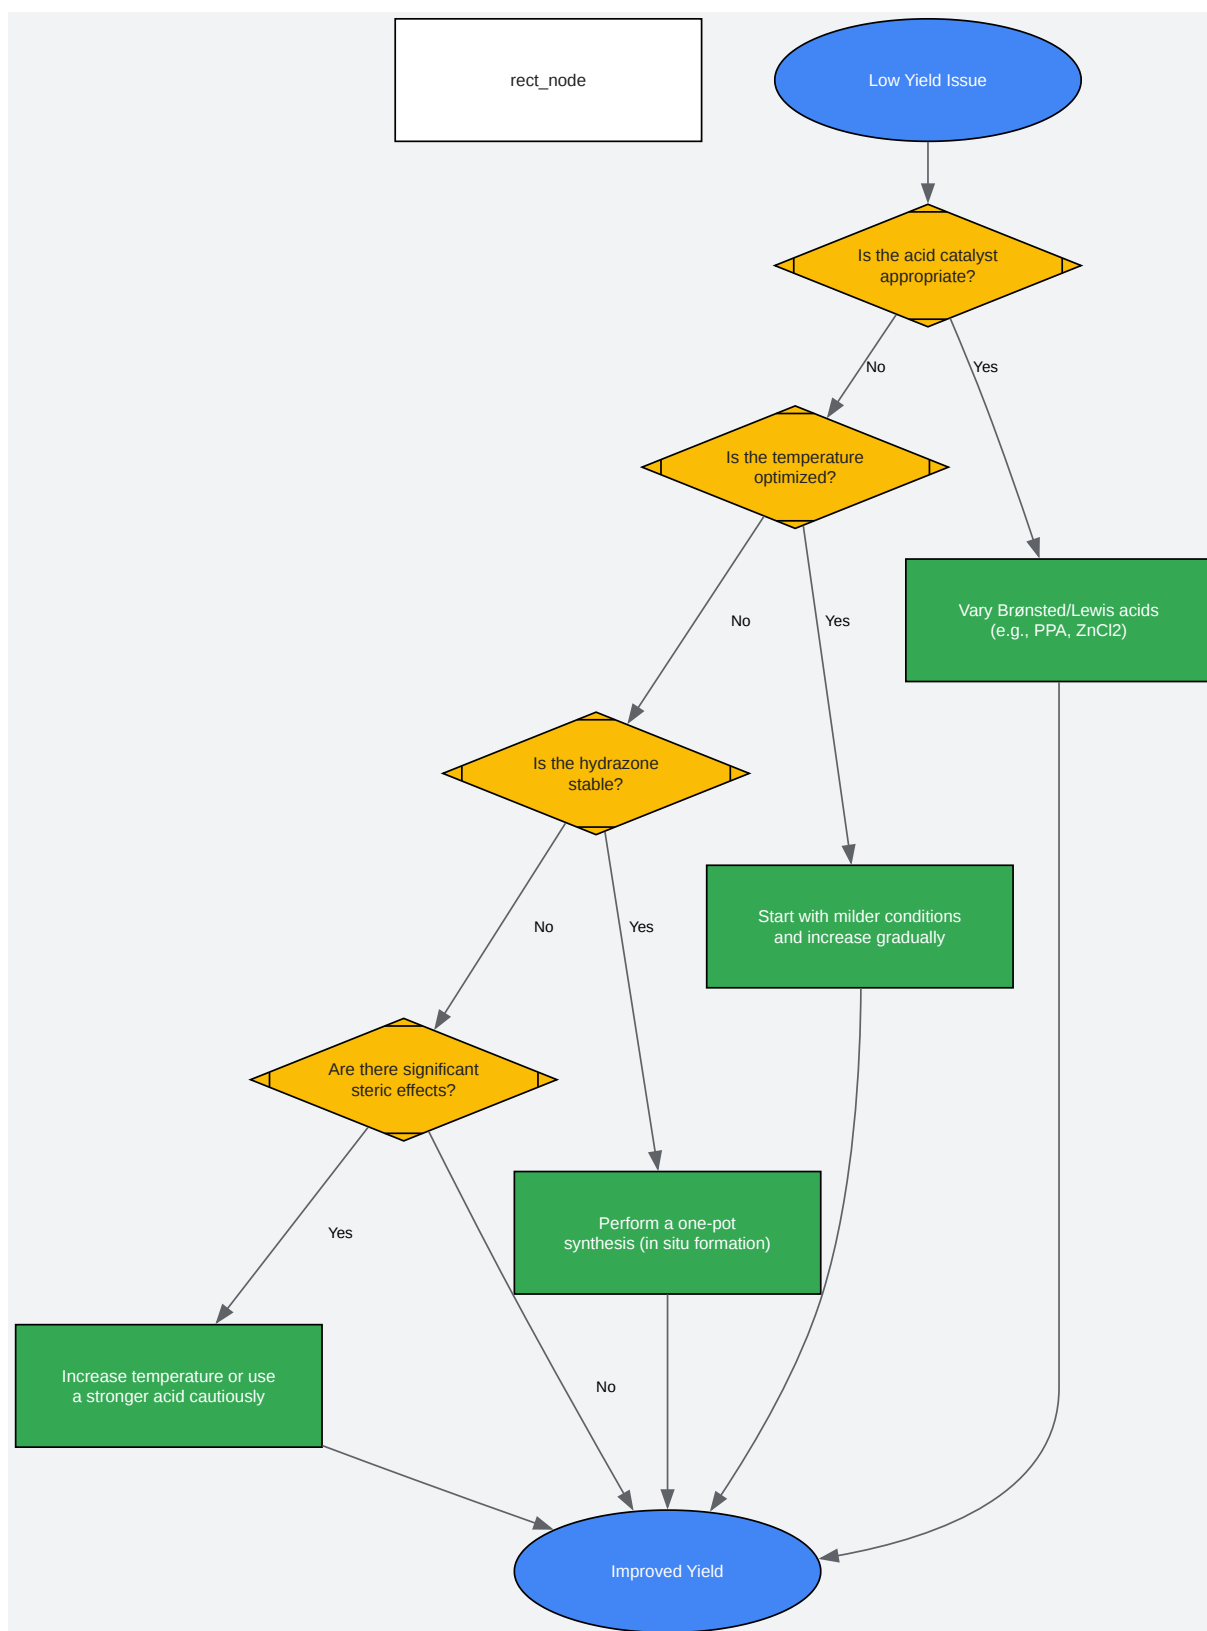 rect_node
Low Yield Issue
Is the acid catalyst
appropriate?
No
Yes
Is the temperature
optimized?
No
Yes
Vary Brønsted/Lewis acids
(e.g., PPA, ZnCl2)
Is the hydrazone
stable?
No
Yes
Start with milder conditions
and increase gradually
Are there significant
steric effects?
Yes
No
Perform a one-pot
synthesis (in situ formation)
Increase temperature or use
a stronger acid cautiously
Improved Yield